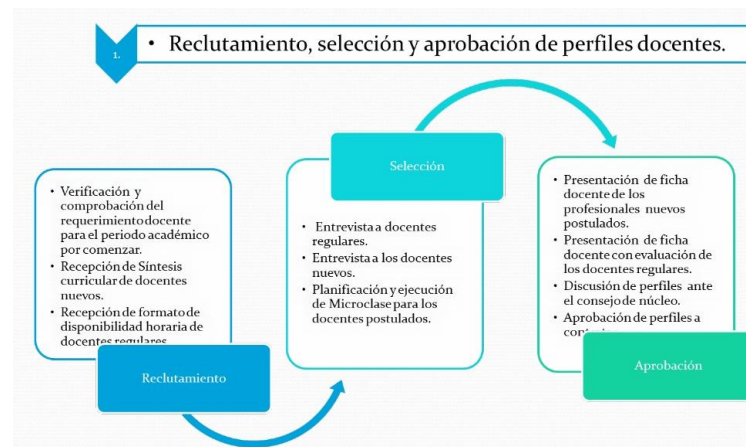 1.
• Reclutamiento, selección y aprobación de perfiles docentes.
• Verificación y
comprobación del
requerimiento docente
para el periodo académico
por comenzar.
• Recepción de Síntesis
curricular de docentes
nuevos.
• Recepción de formato de
disponibilidad horaria de
docentes regulares
Reclutamiento
Selección
• Entrevista a docentes
regulares.
• Entrevista a los docentes
nuevos.
• Planificación y ejecución
de Microclase para los
docentes postulados.
• Presentación de ficha
docente de los
profesionales nuevos
postulados.
• Presentación de ficha
docente con evaluación de
los docentes regulares.
• Discusión de perfiles ante
el consejo de núcleo.
• Aprobación de perfiles a
Aprobación